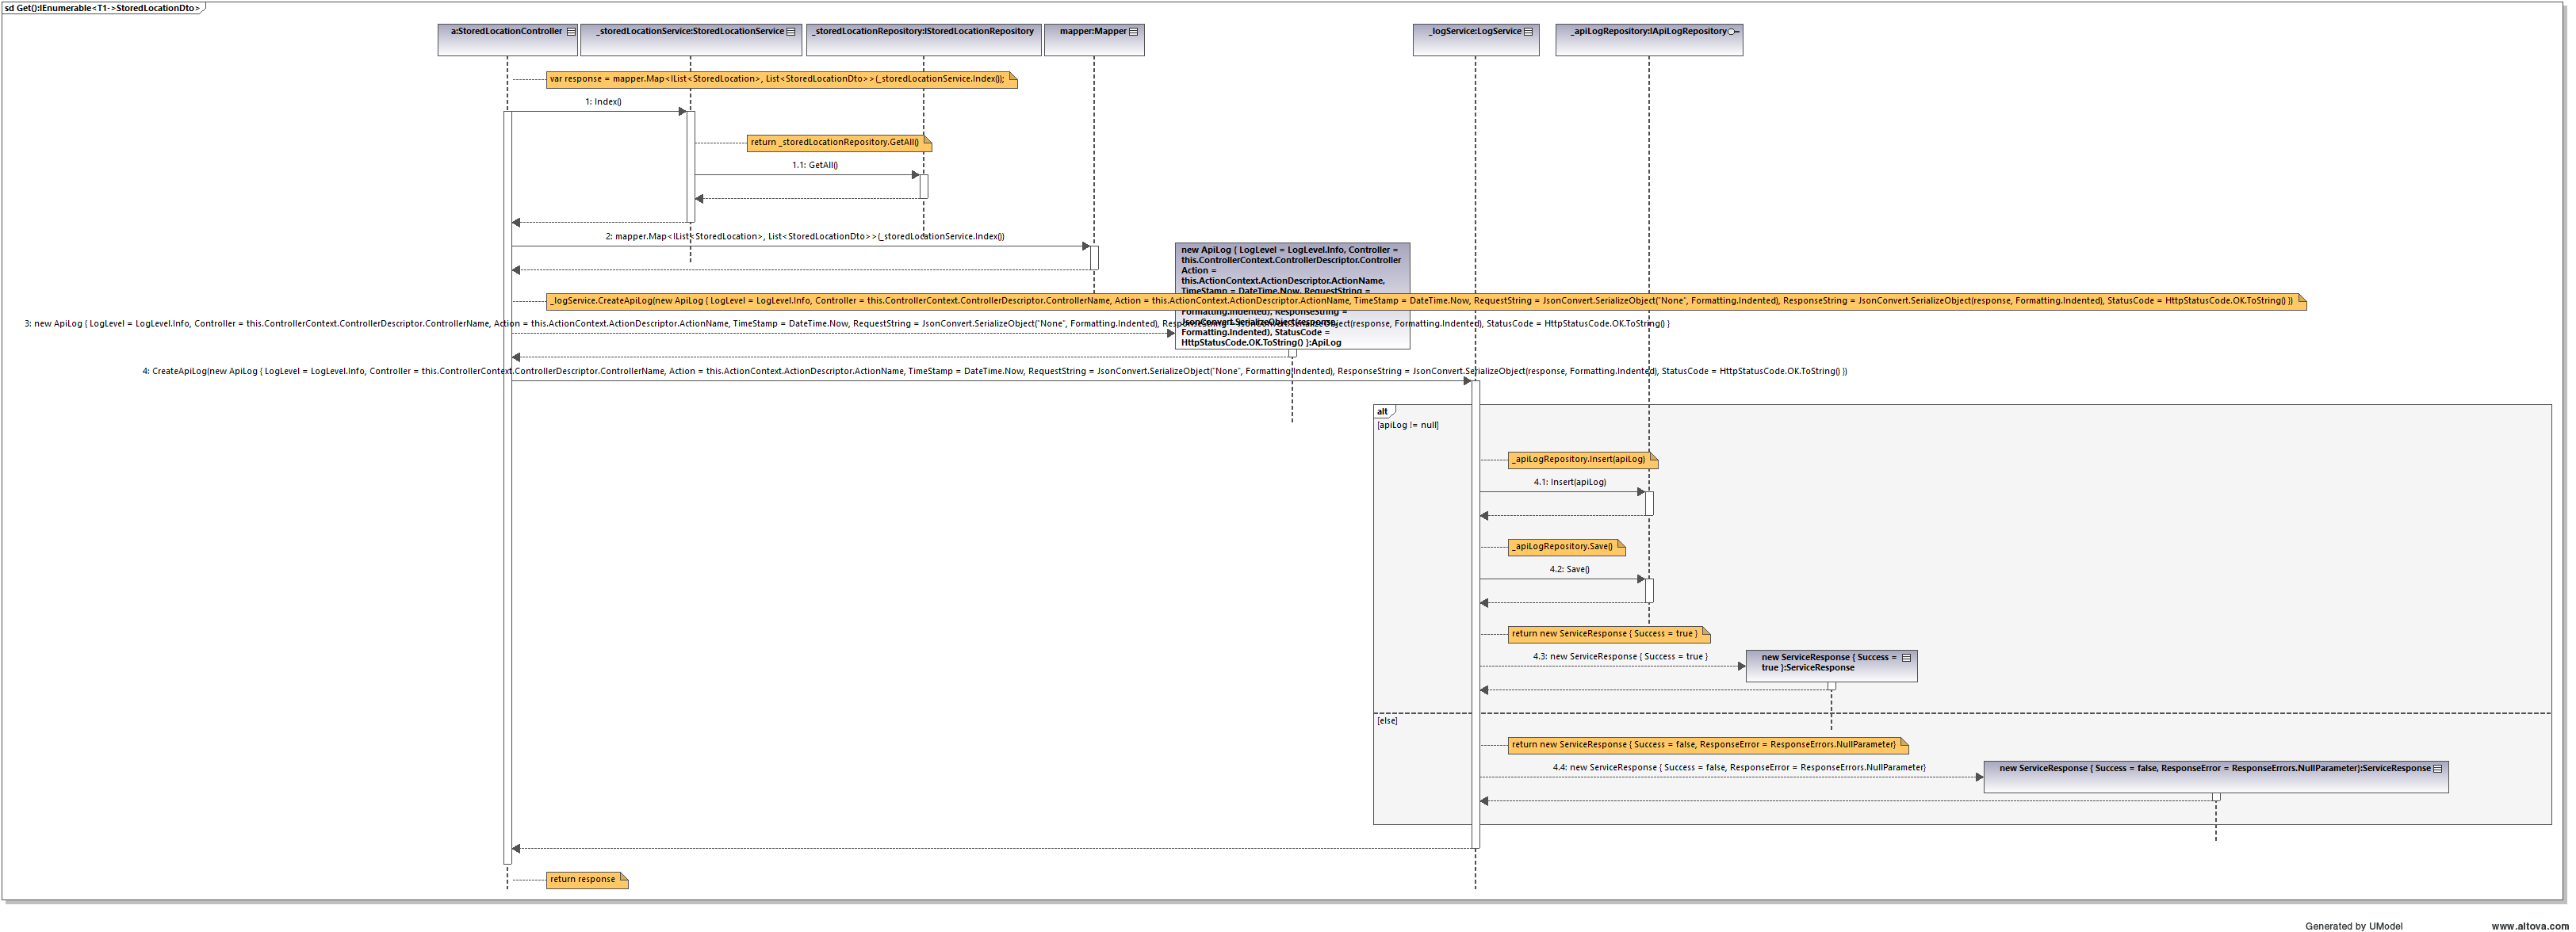 sd Get():IEnumerable<T1->StoredLocationDto>
a:StoredLocationController
_storedLocationService:StoredLocationService
_storedLocationRepository:IStoredLocationRepository
mapper:Mapper
_logService:LogService
_apiLogRepository:IApiLogRepository
var response = mapper.Map<IList<StoredLocation>, List<StoredLocationDto>>(_storedLocationService.Index());
1: Index()
return _storedLocationRepository.GetAll()
1.1: GetAll()
2: mapper.Map<IList<StoredLocation>, List<StoredLocationDto>>(_storedLocationService.Index())
new ApiLog { LogLevel = LogLevel.Info, Controller =
this.ControllerContext.ControllerDescriptor.Controller
Action =
this.ActionContext.ActionDescriptor.ActionName,
TimeStamp = DateTime.Now, RequestString =
_logService.CreateApiLog(new ApiLog { LogLevel = LogLevel.Info, Controller = this.ControllerContext.ControllerDescriptor.ControllerName, Action = this.ActionContext.ActionDescriptor.ActionName, TimeStamp = DateTime.Now, RequestString = JsonConvert.SerializeObject("None", Formatting.Indented), ResponseString = JsonConvert.SerializeObject(response, Formatting.Indented), StatusCode = HttpStatusCode.OK.ToString() })
Formatting.Indented), ResponseString =
3: new ApiLog { LogLevel = LogLevel.Info, Controller = this.ControllerContext.ControllerDescriptor.ControllerName, Action = this.ActionContext.ActionDescriptor.ActionName, TimeStamp = DateTime.Now, RequestString = JsonConvert.SerializeObject("None", Formatting.Indented), ResponseString = JsonConvert.SerializeObject(response, Formatting.Indented), StatusCode = HttpStatusCode.OK.ToString() }
JsonConvert.SerializeObject(response,
Formatting.Indented), StatusCode =
HttpStatusCode.OK.ToString() }:ApiLog
4: CreateApiLog(new ApiLog { LogLevel = LogLevel.Info, Controller = this.ControllerContext.ControllerDescriptor.ControllerName, Action = this.ActionContext.ActionDescriptor.ActionName, TimeStamp = DateTime.Now, RequestString = JsonConvert.SerializeObject("None", Formatting.Indented), ResponseString = JsonConvert.SerializeObject(response, Formatting.Indented), StatusCode = HttpStatusCode.OK.ToString() })
alt
[apiLog != null]
_apiLogRepository.Insert(apiLog)
4.1: Insert(apiLog)
_apiLogRepository.Save()
4.2: Save()
return new ServiceResponse { Success = true }
4.3: new ServiceResponse { Success = true }
new ServiceResponse { Success =
true }:ServiceResponse
[else]
return new ServiceResponse { Success = false, ResponseError = ResponseErrors.NullParameter}
4.4: new ServiceResponse { Success = false, ResponseError = ResponseErrors.NullParameter}
new ServiceResponse { Success = false, ResponseError = ResponseErrors.NullParameter}:ServiceResponse
return response
Generated by UModel
www.altova.com